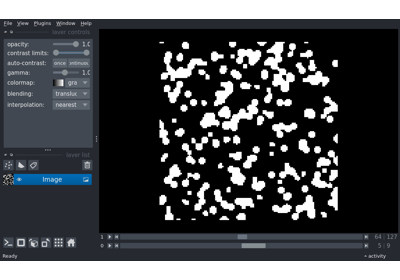 File View Plugins Window Help
layer controls
opacity: 1.0
contrast limits:
auto-contrast: once continuous
gamma: 1.0
colormap: gra
blending: transluc
interpolation: nearest
layer list
Image
1 64 127
0 5 9
Ready activity